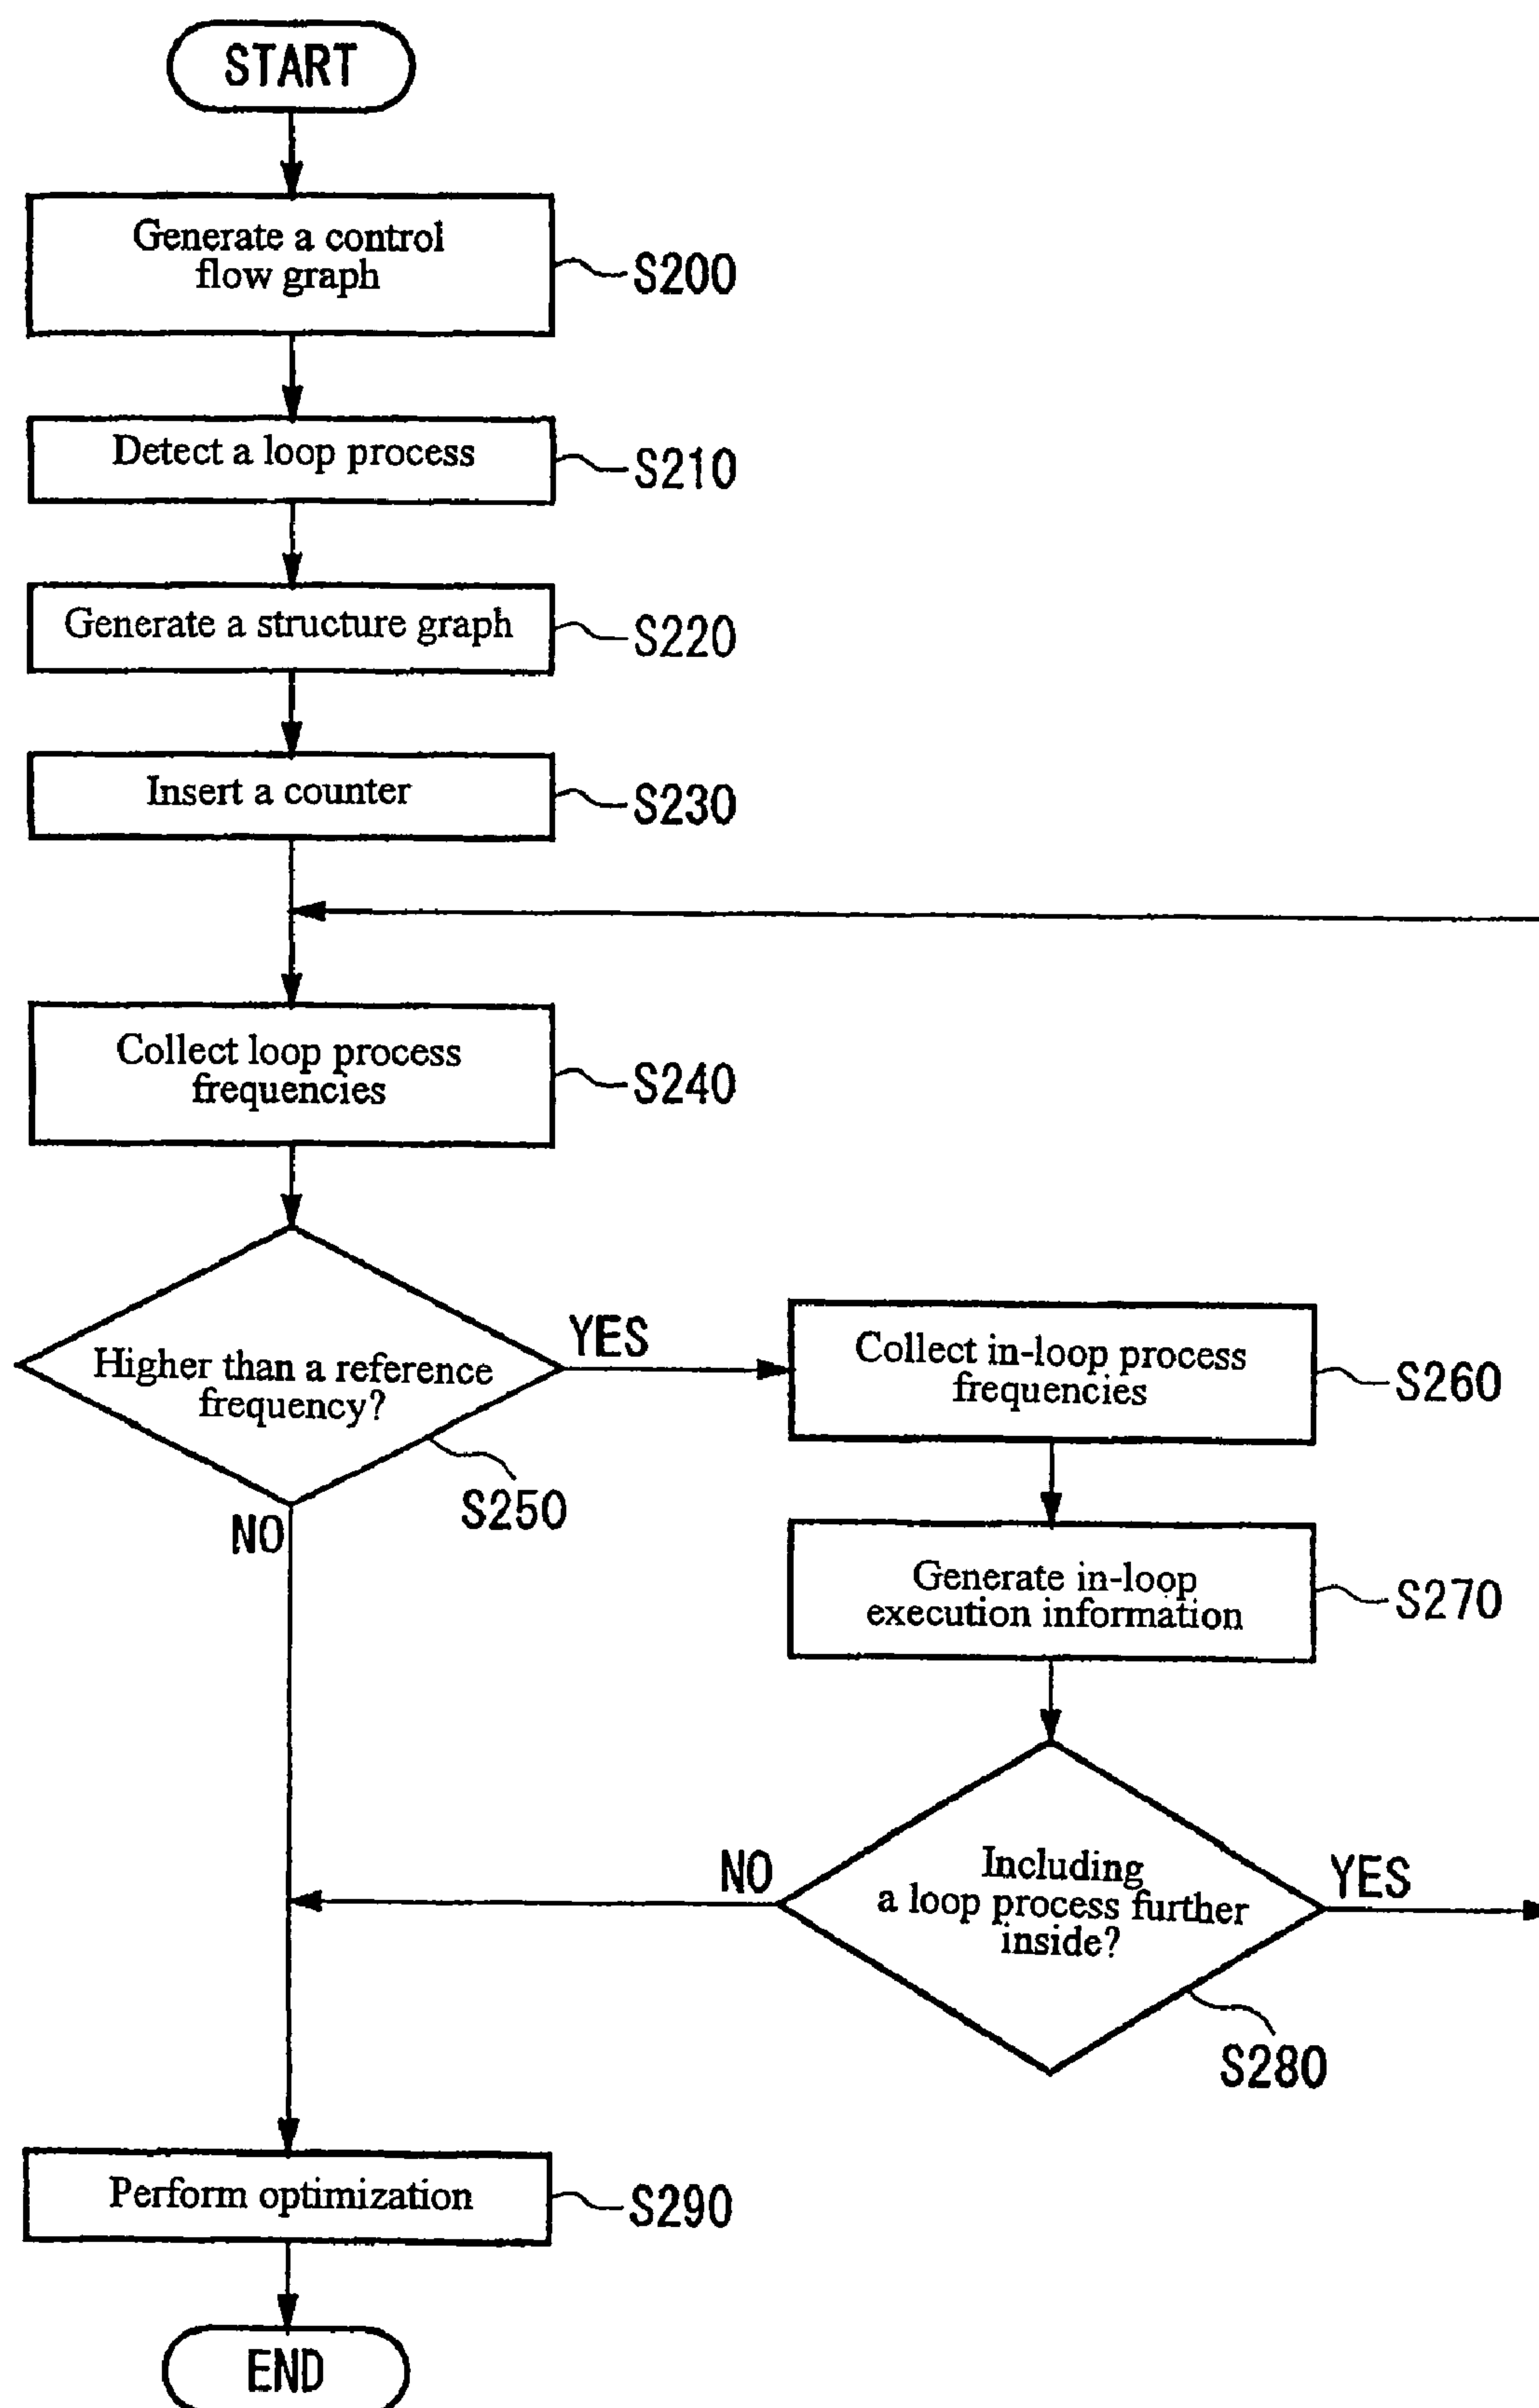 START
Generate a control
flow graph
S200
Detect a loop process
S210
Generate a structure graph
S220
Insert a counter
S230
Collect loop process
frequencies
S240
Higher than a reference
frequency?
YES
NO
S250
Collect in-loop process
frequencies
S260
Generate in-loop
execution information
S270
Including
a loop process further
inside?
NO
YES
S280
Perform optimization
S290
END